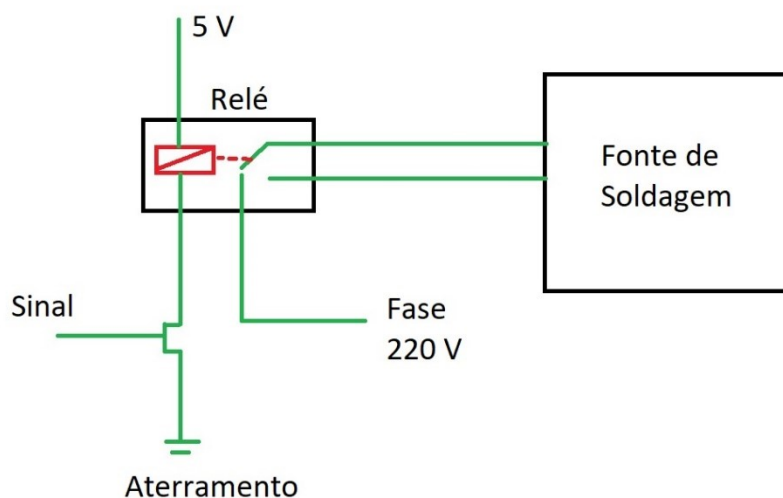 5 V
Relé
Fonte de
Soldagem
Sinal
Fase
220 V
Aterramento